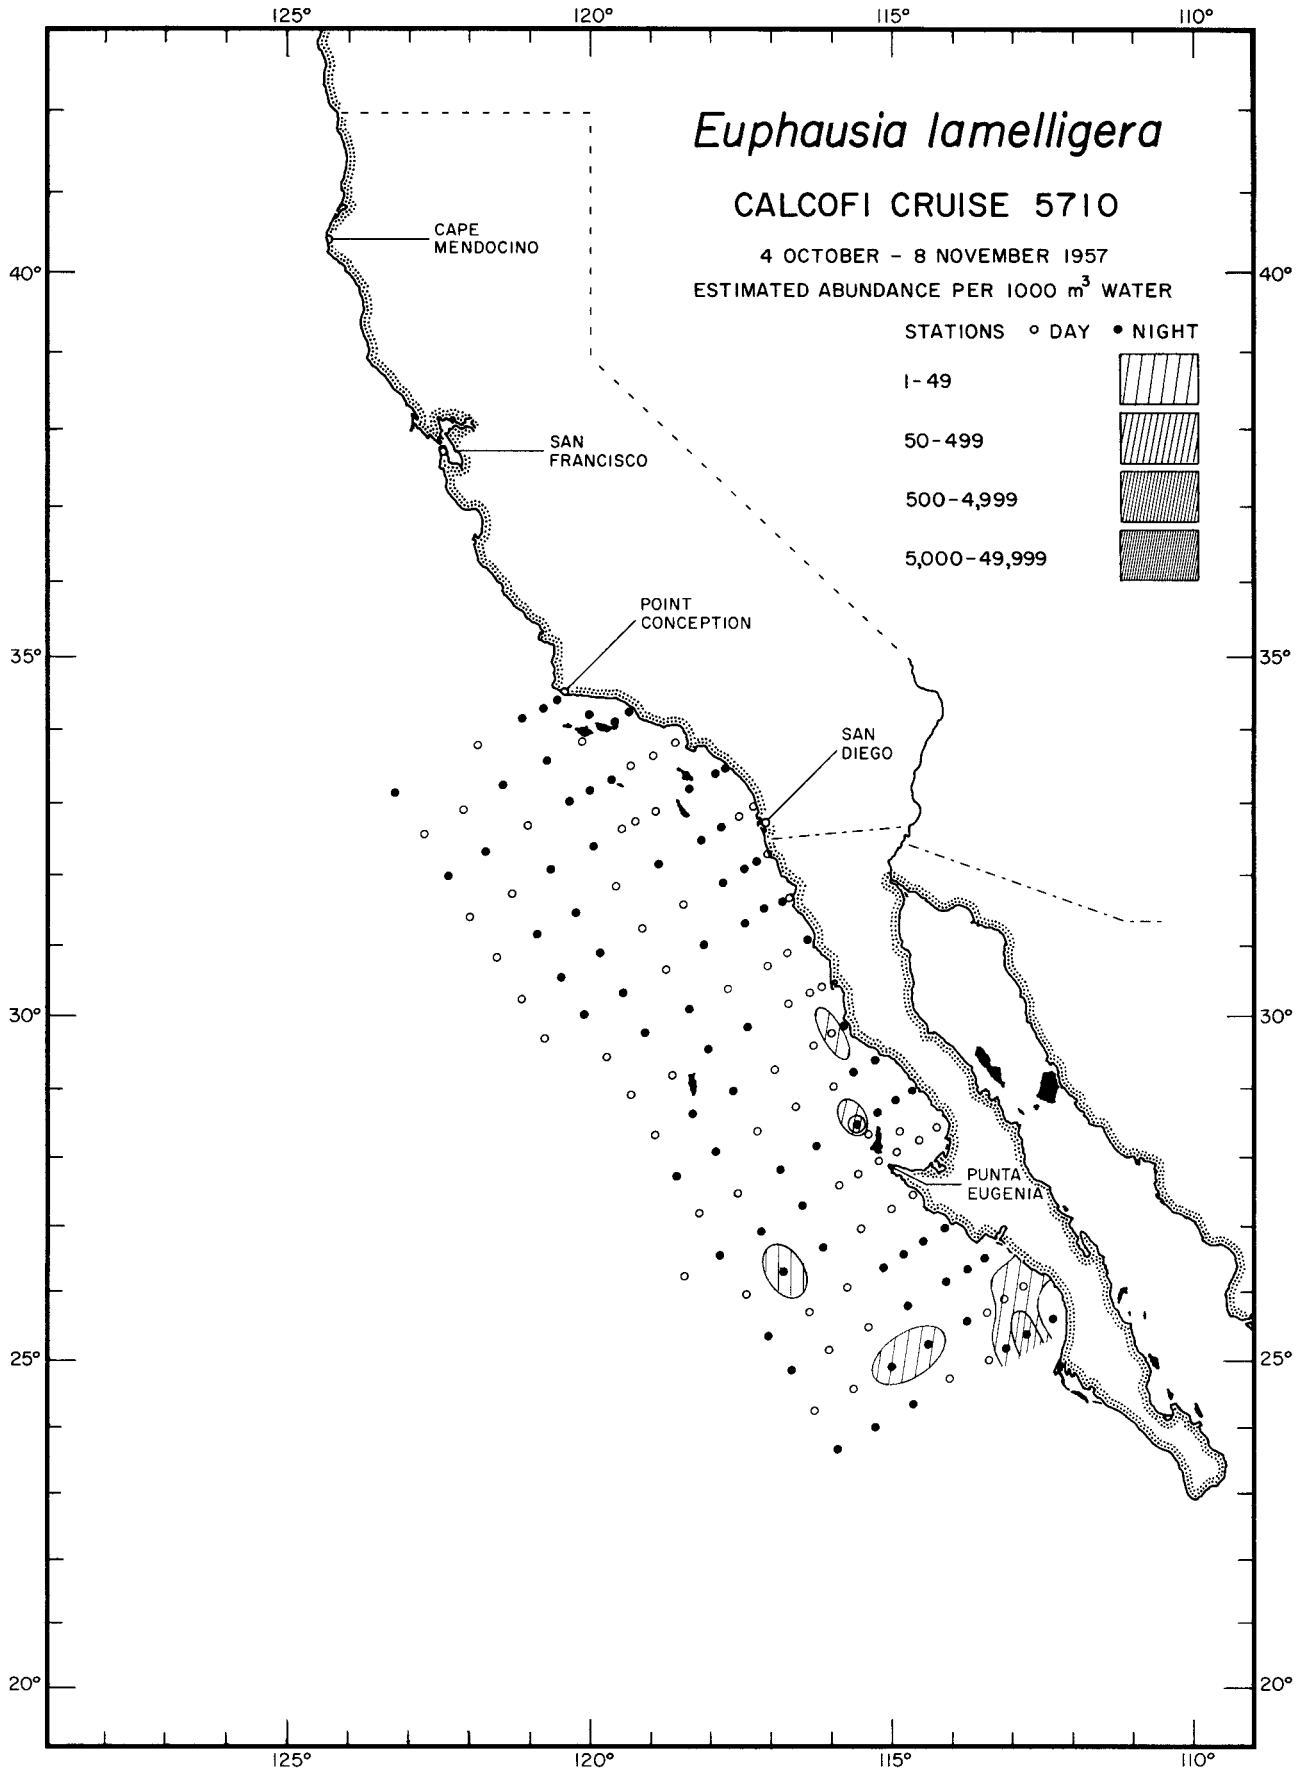 125° 120° 115° 110°
Euphausia lamelligera
CALCOFI CRUISE 5710
4 OCTOBER – 8 NOVEMBER 1957
ESTIMATED ABUNDANCE PER 1000 m³ WATER
STATIONS ○ DAY ● NIGHT
1-49
50-499
500-4,999
5,000-49,999
CAPE
MENDOCINO
40° 40°
SAN
FRANCISCO
POINT
CONCEPTION
35° 35°
SAN
DIEGO
30° 30°
PUNTA
EUGENIA
25° 25°
20° 20°
125° 120° 115° 110°